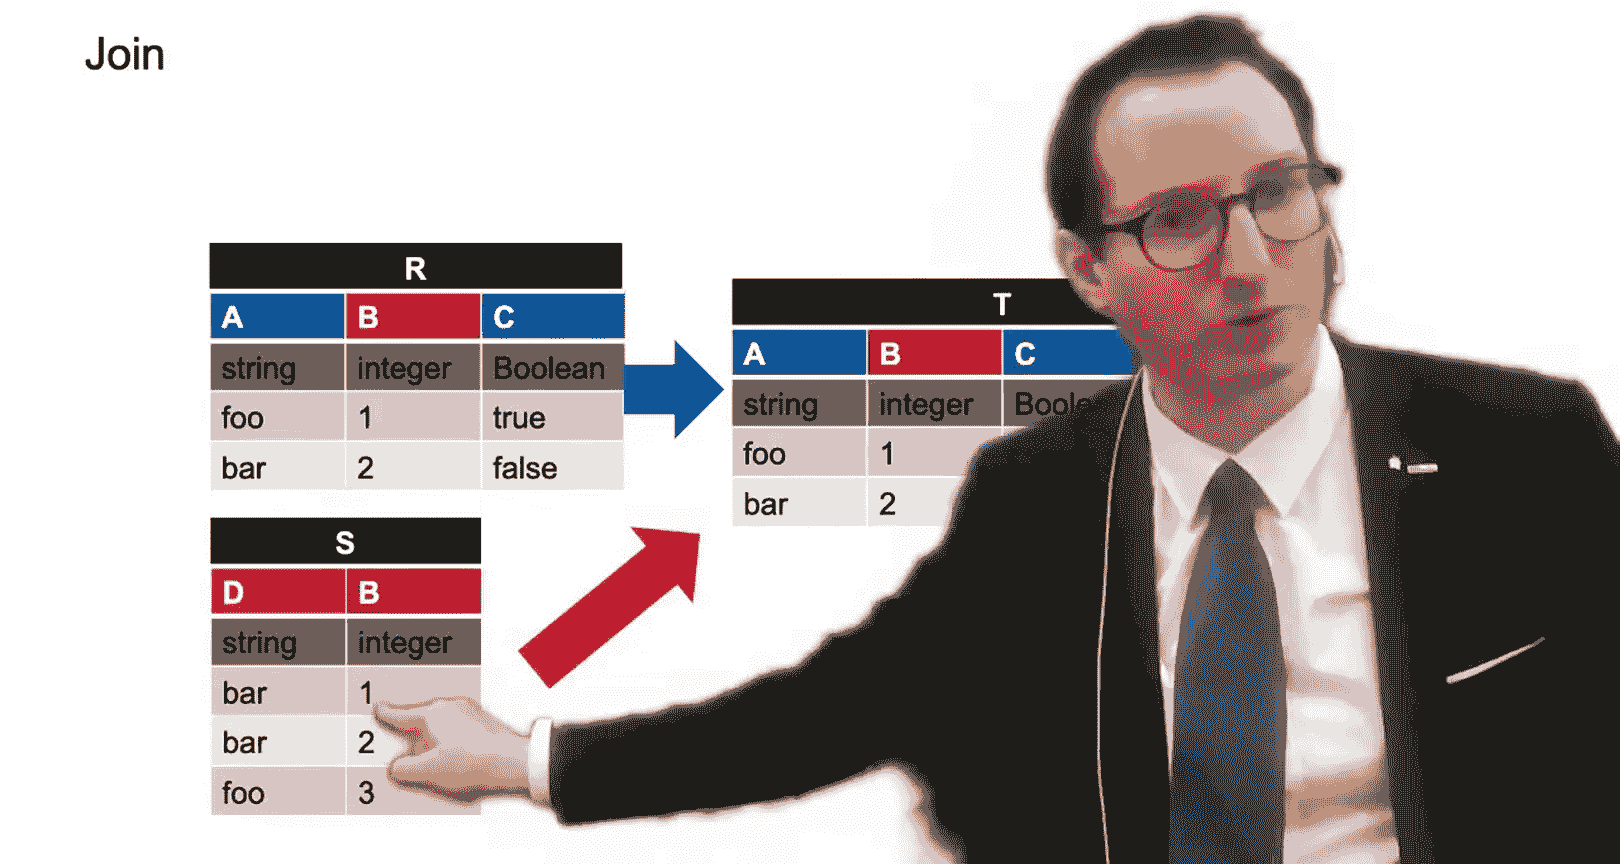 Join
R
A B C
string integer Boolean
foo 1 true
bar 2 false
T
A B C
string integer
foo 1
bar 2
S
D B
string integer
bar 1
bar 2
foo 3